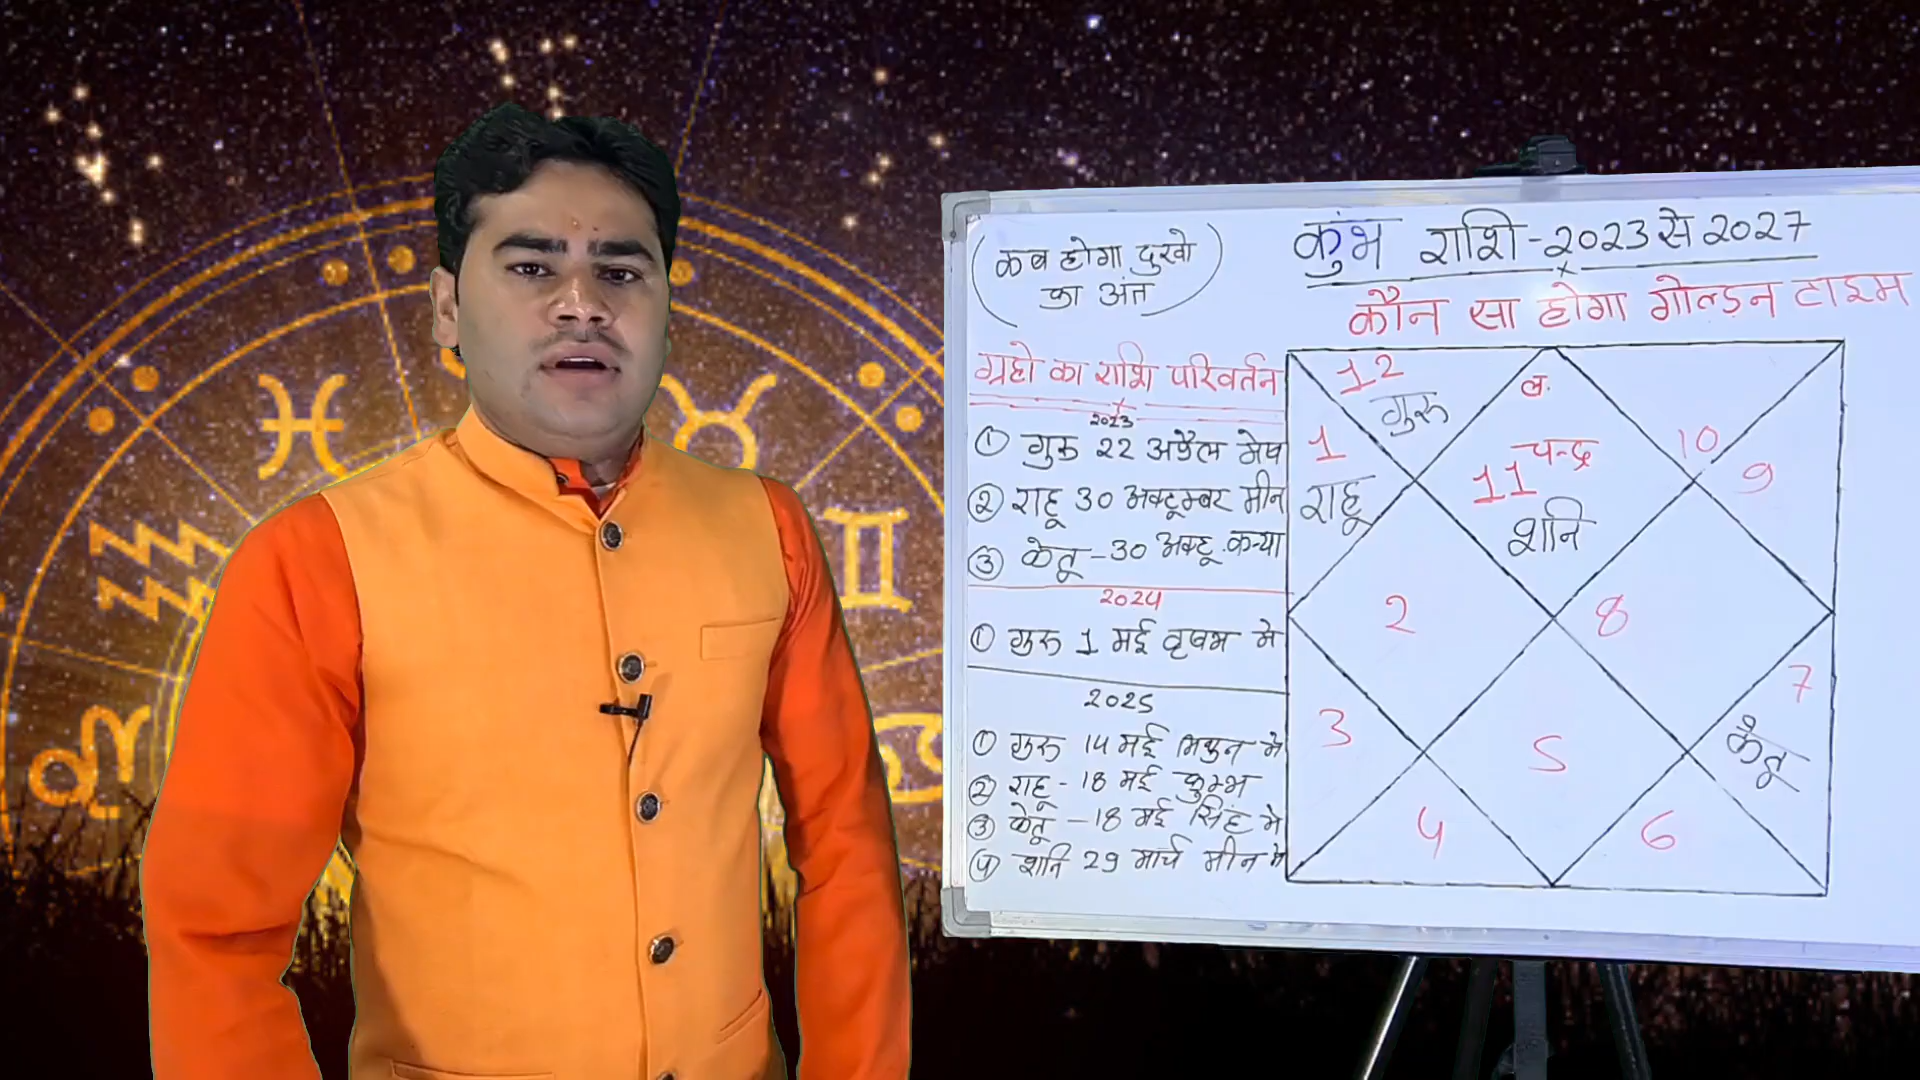 कब होगा दुखो
का अंत
कुंभ राशि - 2023 से 2027
कौन सा होगा गोल्डन टाइम
ग्रहो का राशि परिवर्तन
2023
① गुरु 22 अप्रैल मेष
② राहू 30 अक्टूम्बर मीन
③ केतू - 30 अक्टू. कन्या
2024
① गुरु 1 मई वृषभ मे
2025
① गुरु 14 मई मिथुन मे
② राहू - 18 मई कुम्भ
③ केतू - 18 मई सिंह मे
④ शनि 29 मार्च मीन मे
12
गुरु
ल.
1
राहू
चन्द्र
11
शनि
10
9
2
8
3
5
7
केतू
4
6